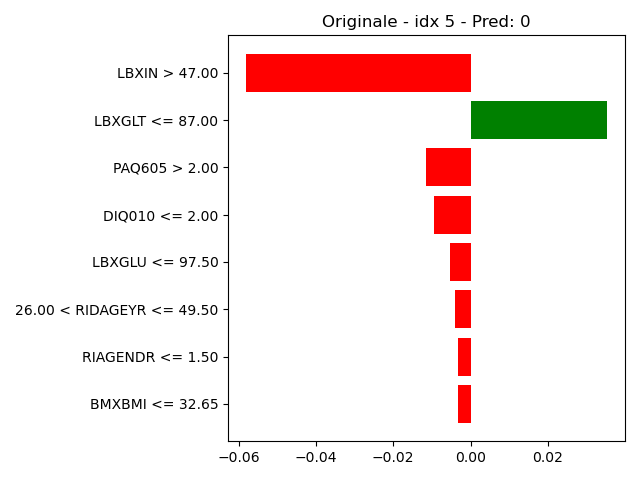 Originale - idx 5 - Pred: 0
LBXIN > 47.00
LBXGLT <= 87.00
PAQ605 > 2.00
DIQ010 <= 2.00
LBXGLU <= 97.50
26.00 < RIDAGEYR <= 49.50
RIAGENDR <= 1.50
BMXBMI <= 32.65
−0.06 −0.04 −0.02 0.00 0.02